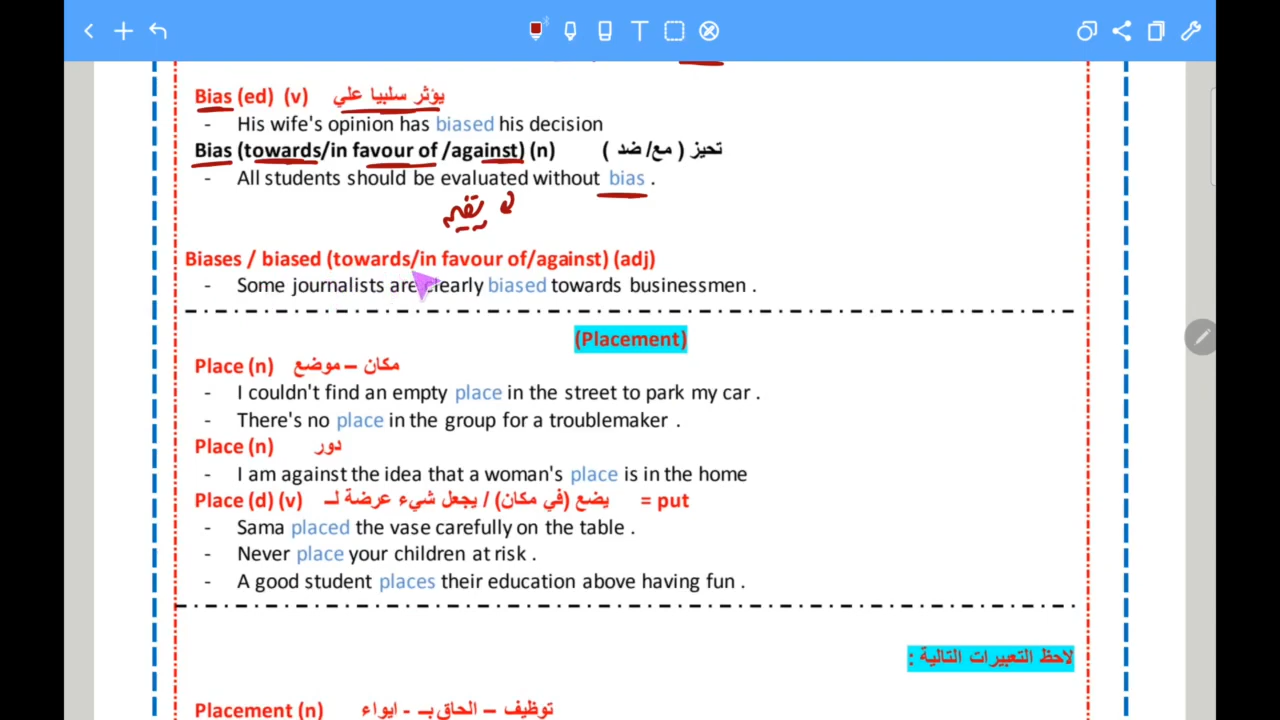 Bias (ed) (v) يؤثر سلبيا علي
- His wife's opinion has biased his decision
Bias (towards/in favour of /against) (n) تحيز ( مع/ ضد )
- All students should be evaluated without bias .
يقيم
Biases / biased (towards/in favour of/against) (adj)
- Some journalists are clearly biased towards businessmen .
(Placement)
Place (n) مكان – موضع
- I couldn't find an empty place in the street to park my car .
- There's no place in the group for a troublemaker .
Place (n) دور
- I am against the idea that a woman's place is in the home
Place (d) (v) يضع (في مكان) / يجعل شيء عرضة لــ = put
- Sama placed the vase carefully on the table .
- Never place your children at risk .
- A good student places their education above having fun .
لاحظ التعبيرات التالية :
Placement (n) توظيف – الحاق بــ - ايواء